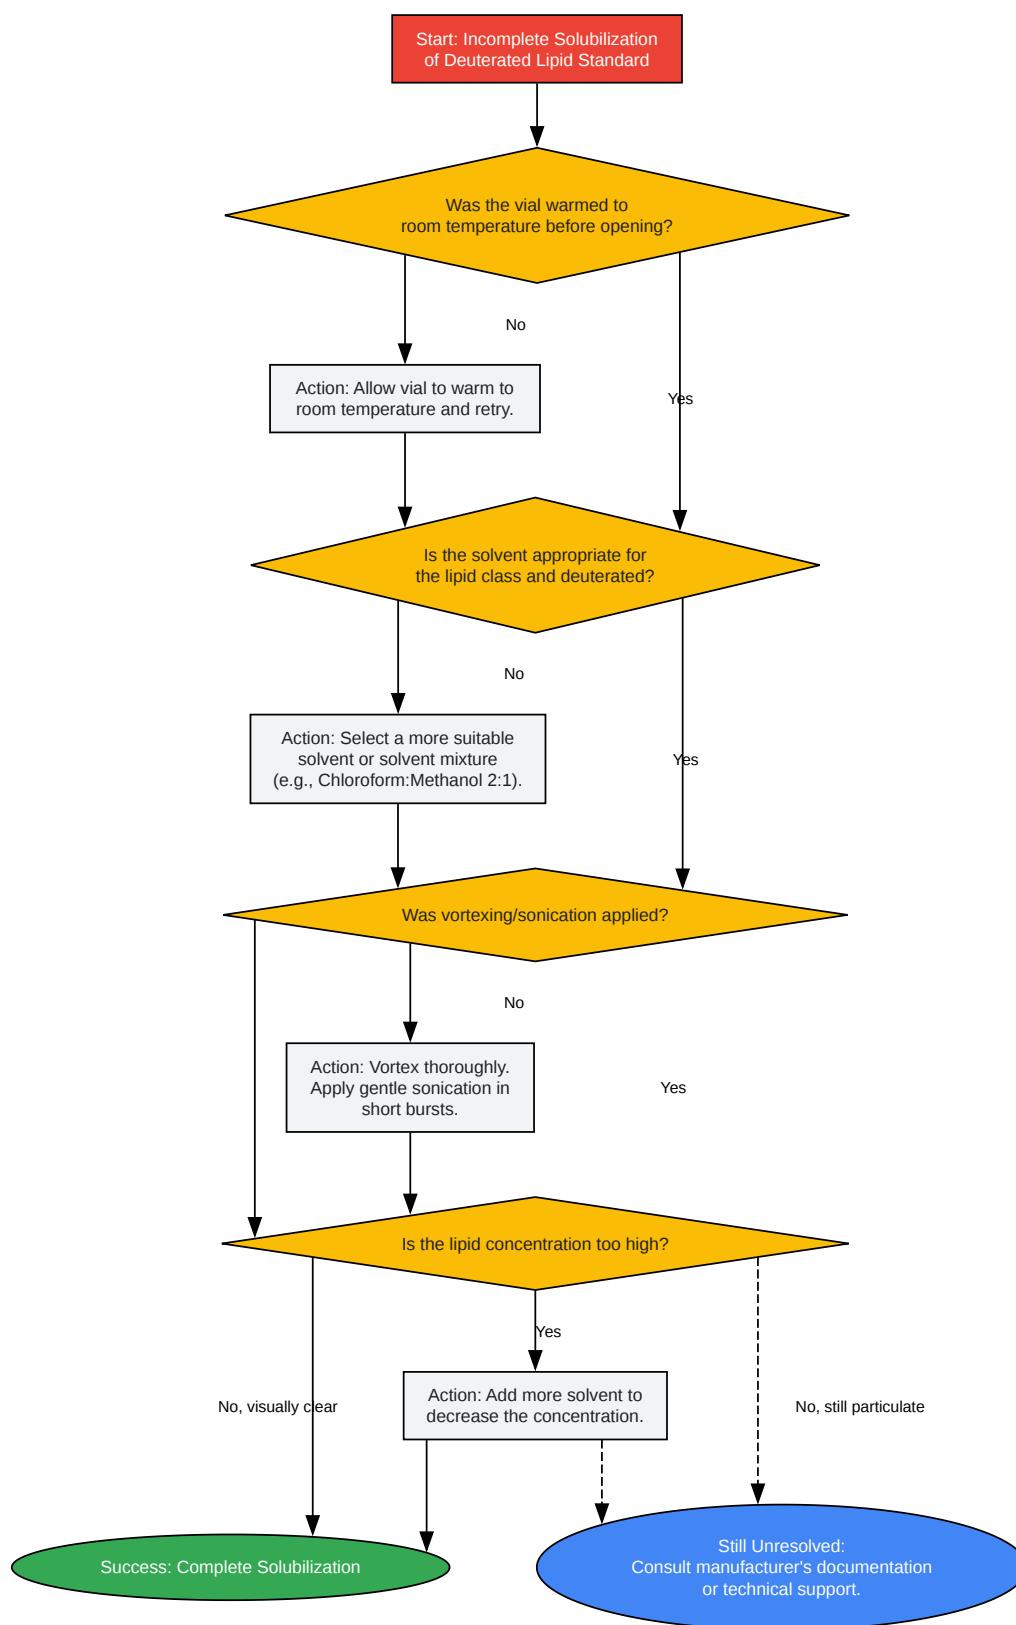 Start: Incomplete Solubilization
of Deuterated Lipid Standard
Was the vial warmed to
room temperature before opening?
No
Action: Allow vial to warm to
room temperature and retry.
Yes
Is the solvent appropriate for
the lipid class and deuterated?
No
Action: Select a more suitable
solvent or solvent mixture
(e.g., Chloroform:Methanol 2:1).
Yes
Was vortexing/sonication applied?
No
Action: Vortex thoroughly.
Apply gentle sonication in
short bursts.
Yes
Is the lipid concentration too high?
Yes
Action: Add more solvent to
decrease the concentration.
No, visually clear
No, still particulate
Success: Complete Solubilization
Still Unresolved:
Consult manufacturer's documentation
or technical support.